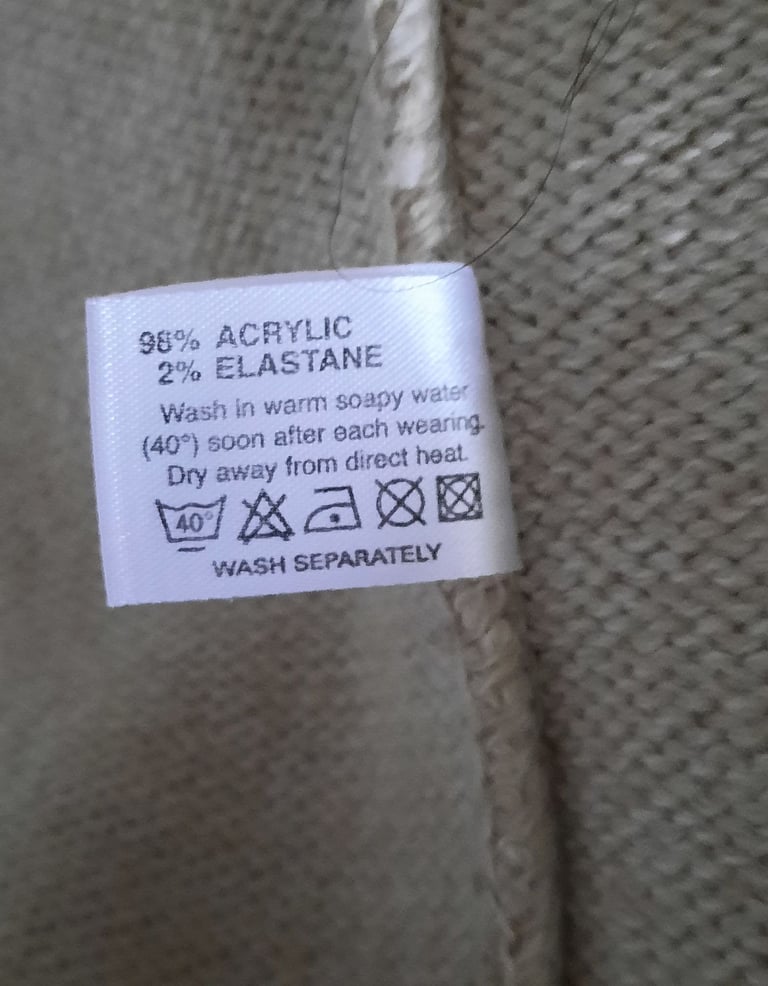 98% ACRYLIC
2% ELASTANE
Wash in warm soapy water
(40°) soon after each wearing.
Dry away from direct heat.
40°
WASH SEPARATELY